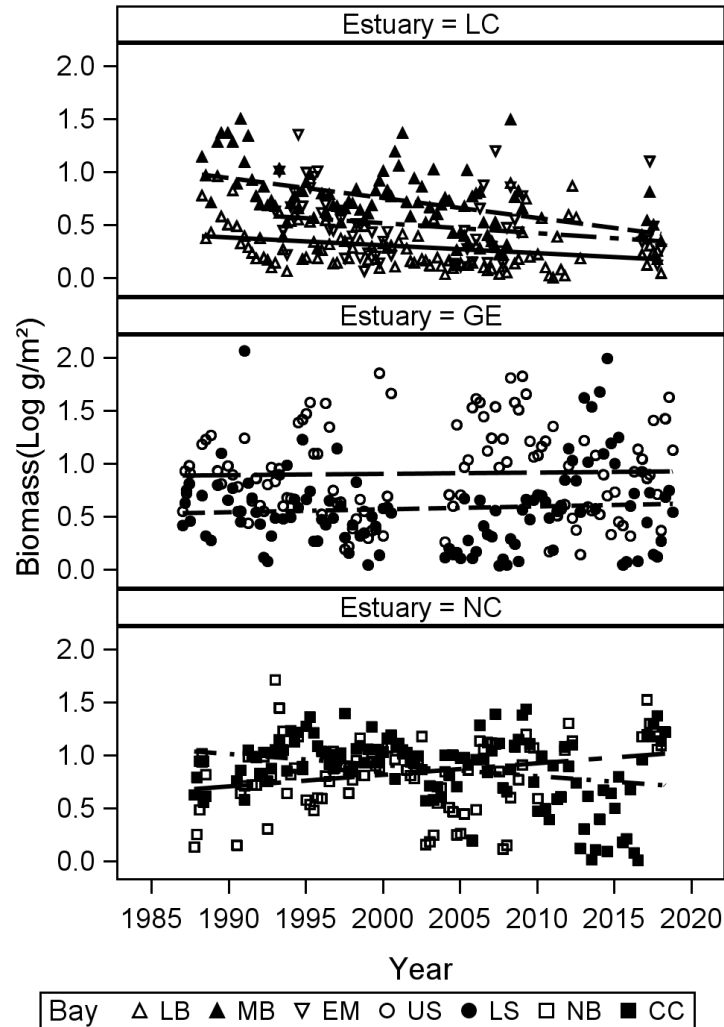 Estuary = LC
2.0
1.5
1.0
0.5
0.0
Estuary = GE
2.0
1.5
1.0
0.5
0.0
Biomass(Log g/m²)
Estuary = NC
2.0
1.5
1.0
0.5
0.0
1985 1990 1995 2000 2005 2010 2015 2020
Year
Bay LB MB EM US LS NB CC